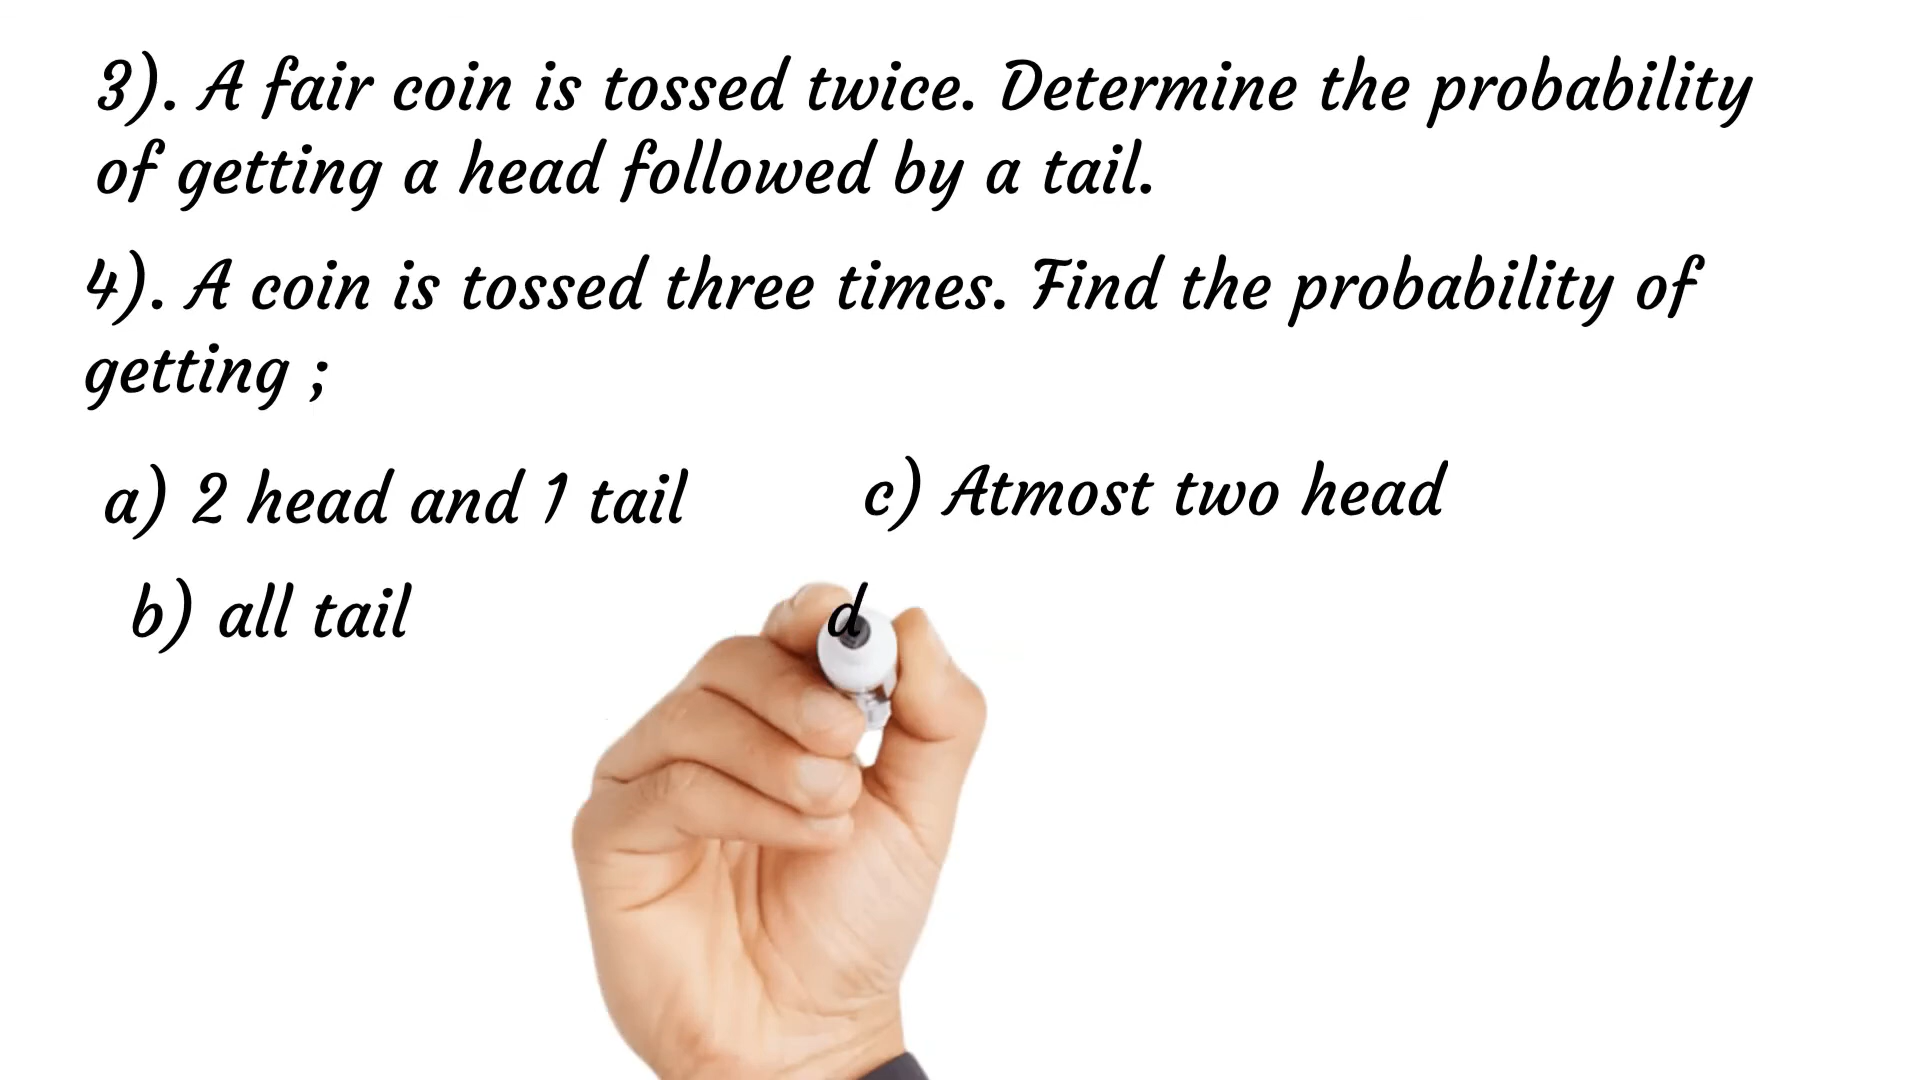 3). A fair coin is tossed twice. Determine the probability
of getting a head followed by a tail.
4). A coin is tossed three times. Find the probability of
getting ;
a) 2 head and 1 tail
c) Atmost two head
b) all tail
d